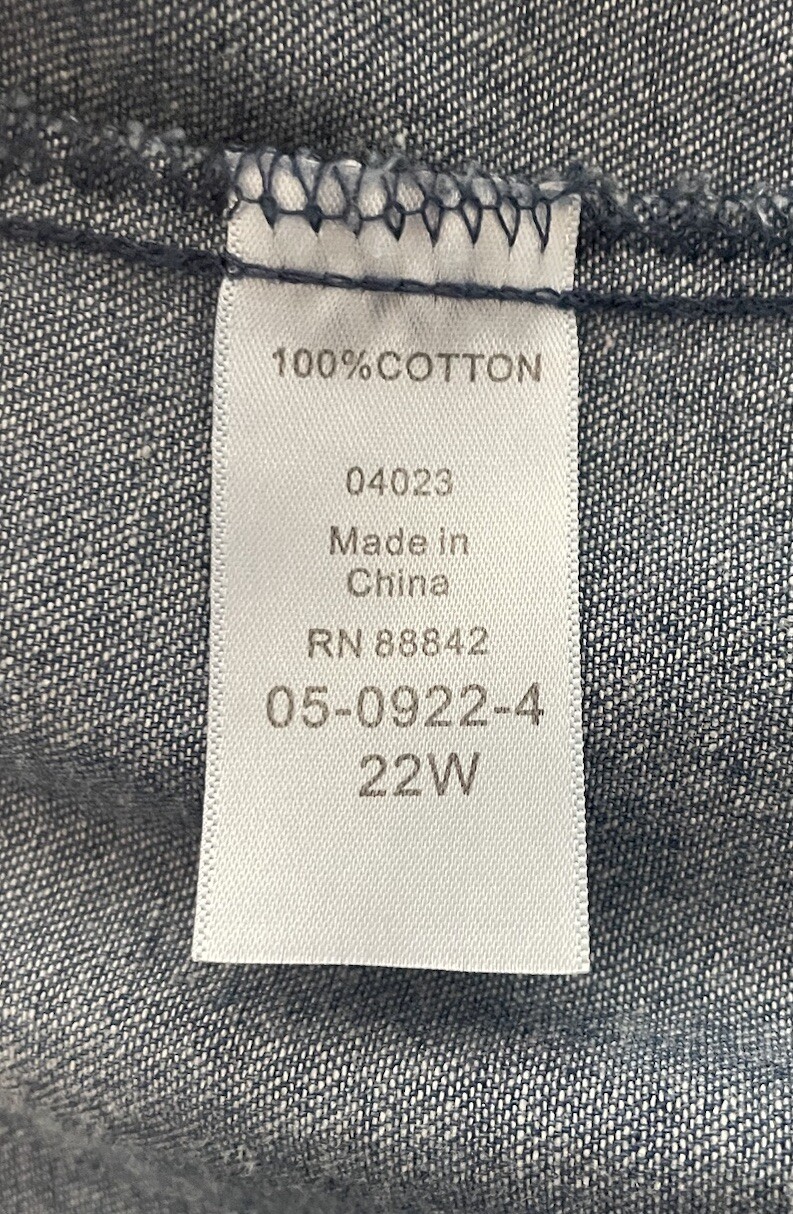 100%COTTON
04023
Made in
China
RN 88842
05-0922-4
22W